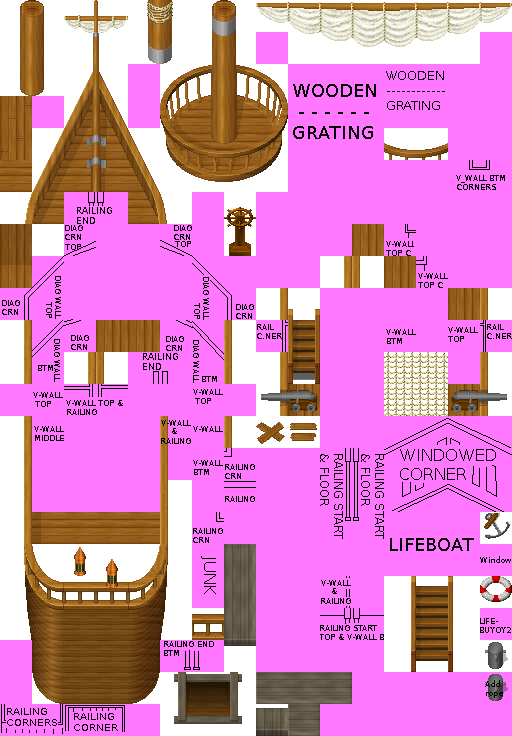 WOODEN
- - - - - -
GRATING
WOODEN
------------
GRATING
V_WALL BTM
CORNERS
RAILING
END
DIAG
CRN
TOP
DIAG
CRN
TOP
V-WALL
TOP C
V-WALL
TOP C
DIAG WALL
TOP
DIAG WALL
TOP
DIAG
CRN
DIAG
CRN
RAIL
C.NER
V-WALL
BTM
V-WALL
TOP
RAIL
C.NER
DIAG
CRN
DIAG
CRN
DIAG WALL
BTM
DIAG WALL
BTM
RAILING
END
V-WALL
TOP
V-WALL TOP &
RAILING
V-WALL
TOP
V-WALL
MIDDLE
V-WALL
&
RAILING
V-WALL
V-WALL
BTM
RAILING
CRN
RAILING
RAILING
CRN
RAILING START
& FLOOR
RAILING START
& FLOOR
WINDOWED
CORNER
LIFEBOAT
Window
JUNK
V-WALL
&
RAILING
RAILING START
TOP & V-WALL B
LIFE-
BUYOY2
RAILING END
BTM
Add
rope
RAILING
CORNERS
RAILING
CORNER